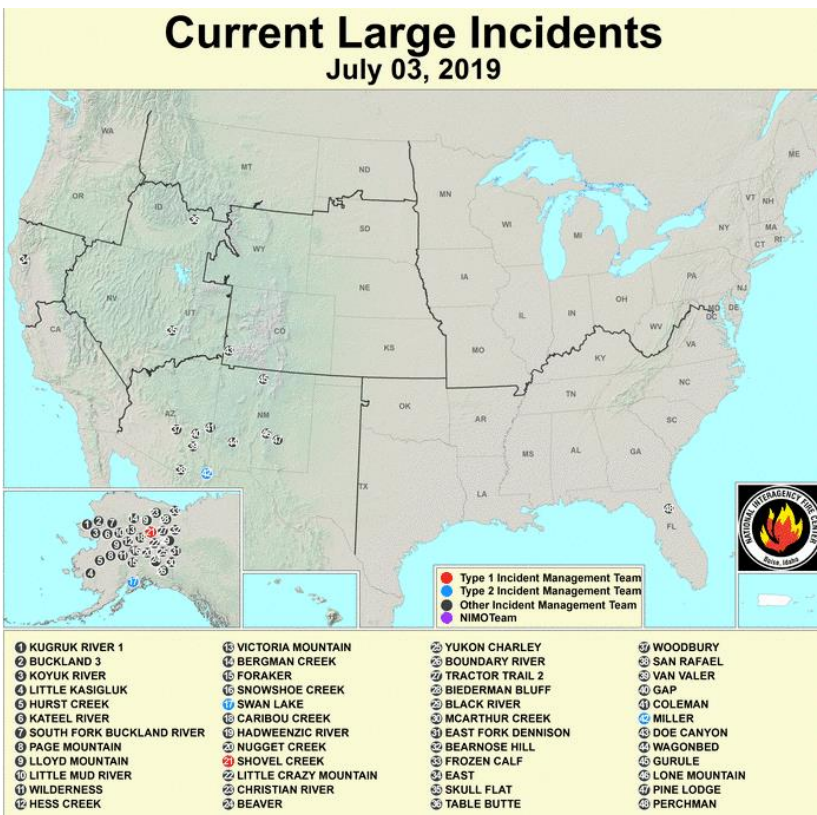 Current Large Incidents
July 03, 2019
WA
MT
ND
MN
ME
OR
ID
WY
SD
WI
MI
VT
NH
NY
MA
CT
RI
IA
NE
PA
NJ
NV
UT
CO
IL
IN
OH
MD
DE
DC
WV
VA
CA
KS
MO
KY
NC
TN
AZ
NM
OK
AR
SC
MS
AL
GA
TX
LA
FL
NATIONAL INTERAGENCY FIRE CENTER
Boise, Idaho
Type 1 Incident Management Team
Type 2 Incident Management Team
Other Incident Management Team
NIMOTeam
1 KUGRUK RIVER 1
2 BUCKLAND 3
3 KOYUK RIVER
4 LITTLE KASIGLUK
5 HURST CREEK
6 KATEEL RIVER
7 SOUTH FORK BUCKLAND RIVER
8 PAGE MOUNTAIN
9 LLOYD MOUNTAIN
10 LITTLE MUD RIVER
11 WILDERNESS
12 HESS CREEK
13 VICTORIA MOUNTAIN
14 BERGMAN CREEK
15 FORAKER
16 SNOWSHOE CREEK
17 SWAN LAKE
18 CARIBOU CREEK
19 HADWEENZIC RIVER
20 NUGGET CREEK
21 SHOVEL CREEK
22 LITTLE CRAZY MOUNTAIN
23 CHRISTIAN RIVER
24 BEAVER
25 YUKON CHARLEY
26 BOUNDARY RIVER
27 TRACTOR TRAIL 2
28 BIEDERMAN BLUFF
29 BLACK RIVER
30 MCARTHUR CREEK
31 EAST FORK DENNISON
32 BEARNOSE HILL
33 FROZEN CALF
34 EAST
35 SKULL FLAT
36 TABLE BUTTE
37 WOODBURY
38 SAN RAFAEL
39 VAN VALER
40 GAP
41 COLEMAN
42 MILLER
43 DOE CANYON
44 WAGONBED
45 GURULE
46 LONE MOUNTAIN
47 PINE LODGE
48 PERCHMAN